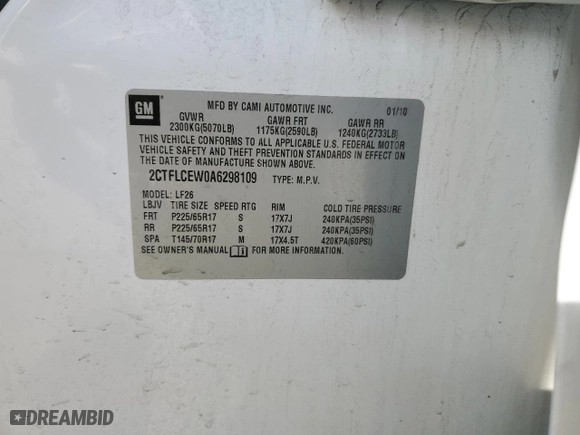 GM
MFD BY CAMI AUTOMOTIVE INC. 01/10
GVWR GAWR FRT GAWR RR
2300KG(5070LB) 1175KG(2590LB) 1240KG(2733LB)
THIS VEHICLE CONFORMS TO ALL APPLICABLE U.S. FEDERAL MOTOR
VEHICLE SAFETY AND THEFT PREVENTION STANDARDS IN EFFECT
ON THE DATE OF MANUFACTURE SHOWN ABOVE.
2CTFLCEW0A6298109 TYPE: M.P.V.
MODEL: LF26
LBJV TIRE SIZE SPEED RTG RIM COLD TIRE PRESSURE
FRT P225/65R17 S 17X7J 240KPA(35PSI)
RR P225/65R17 S 17X7J 240KPA(35PSI)
SPA T145/70R17 M 17X4.5T 420KPA(60PSI)
SEE OWNER'S MANUAL FOR MORE INFORMATION.
DREAMBID